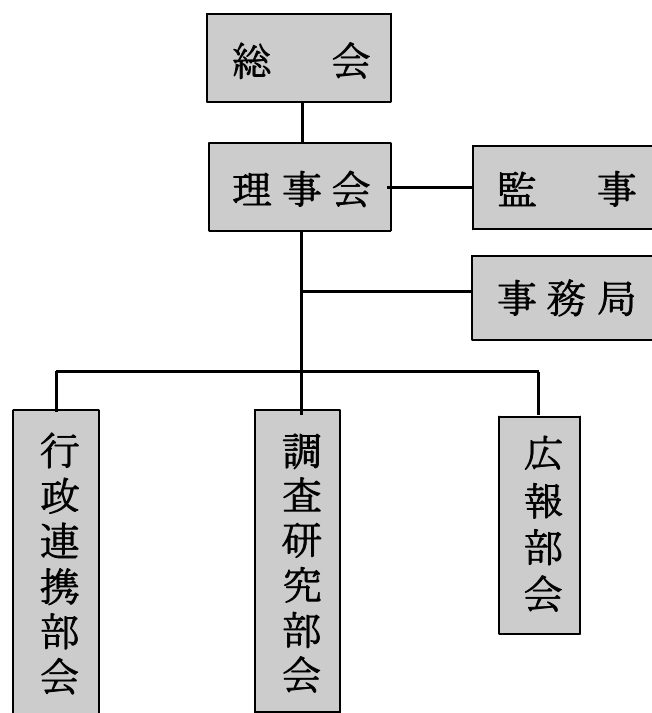 総　会
理事会
監　事
事務局
行政連携部会
調査研究部会
広報部会